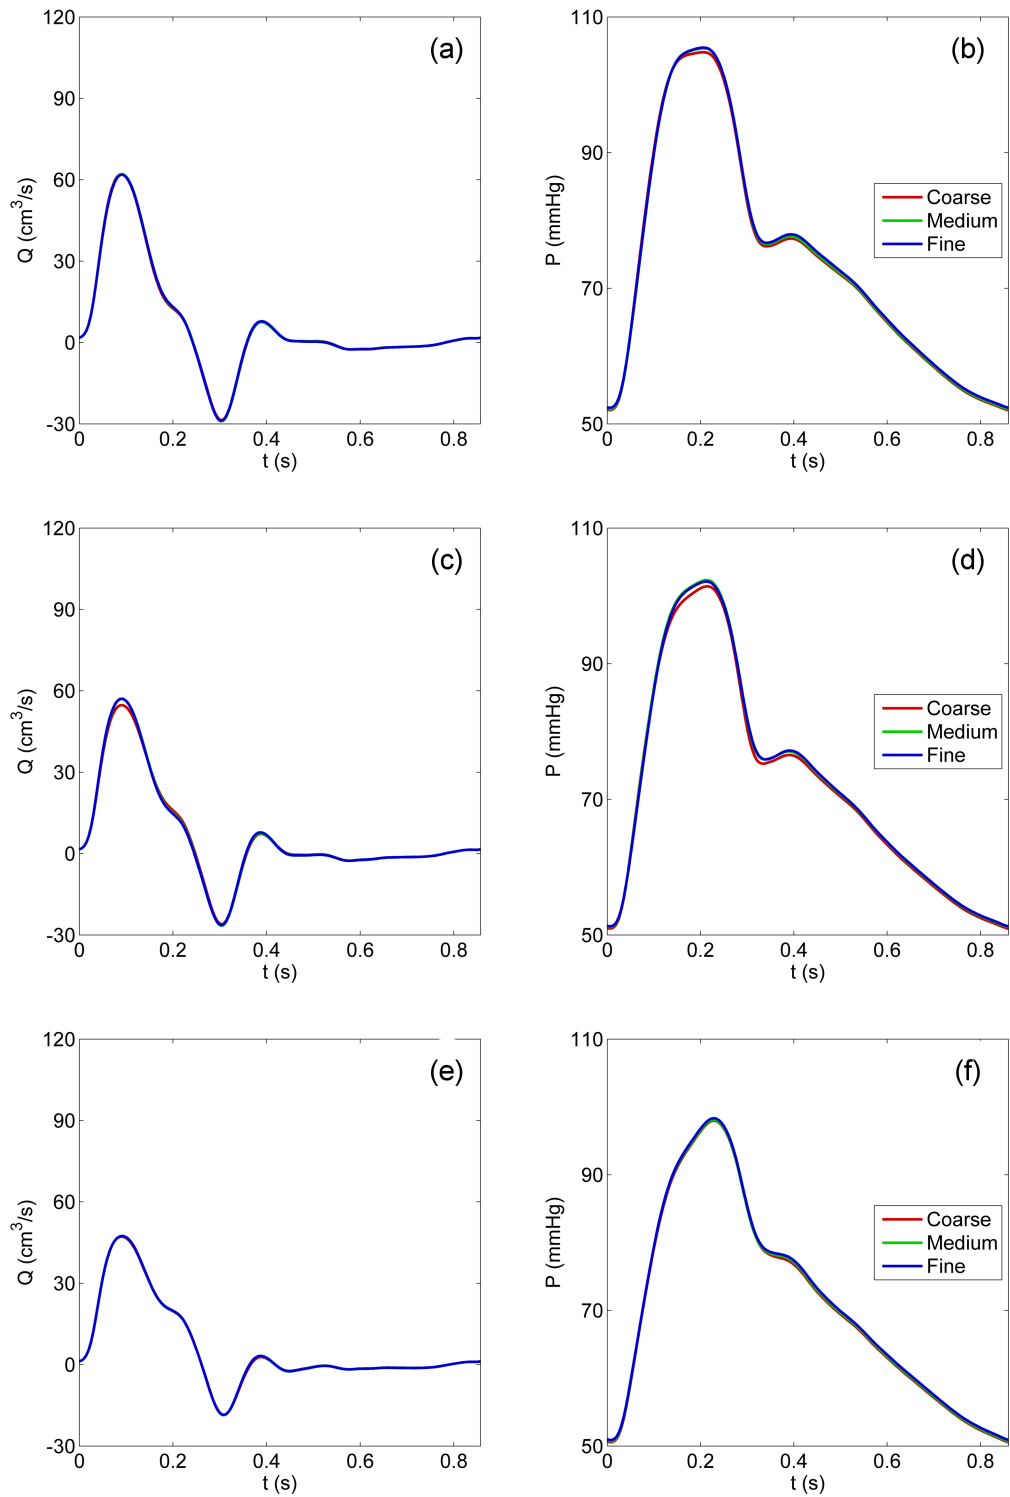 (a)
120
90
60
30
0
-30
Q (cm³/s)
0 0.2 0.4 0.6 0.8
t (s)
(b)
110
90
70
50
P (mmHg)
Coarse
Medium
Fine
0 0.2 0.4 0.6 0.8
t (s)
(c)
120
90
60
30
0
-30
Q (cm³/s)
0 0.2 0.4 0.6 0.8
t (s)
(d)
110
90
70
50
P (mmHg)
Coarse
Medium
Fine
0 0.2 0.4 0.6 0.8
t (s)
(e)
120
90
60
30
0
-30
Q (cm³/s)
0 0.2 0.4 0.6 0.8
t (s)
(f)
110
90
70
50
P (mmHg)
Coarse
Medium
Fine
0 0.2 0.4 0.6 0.8
t (s)